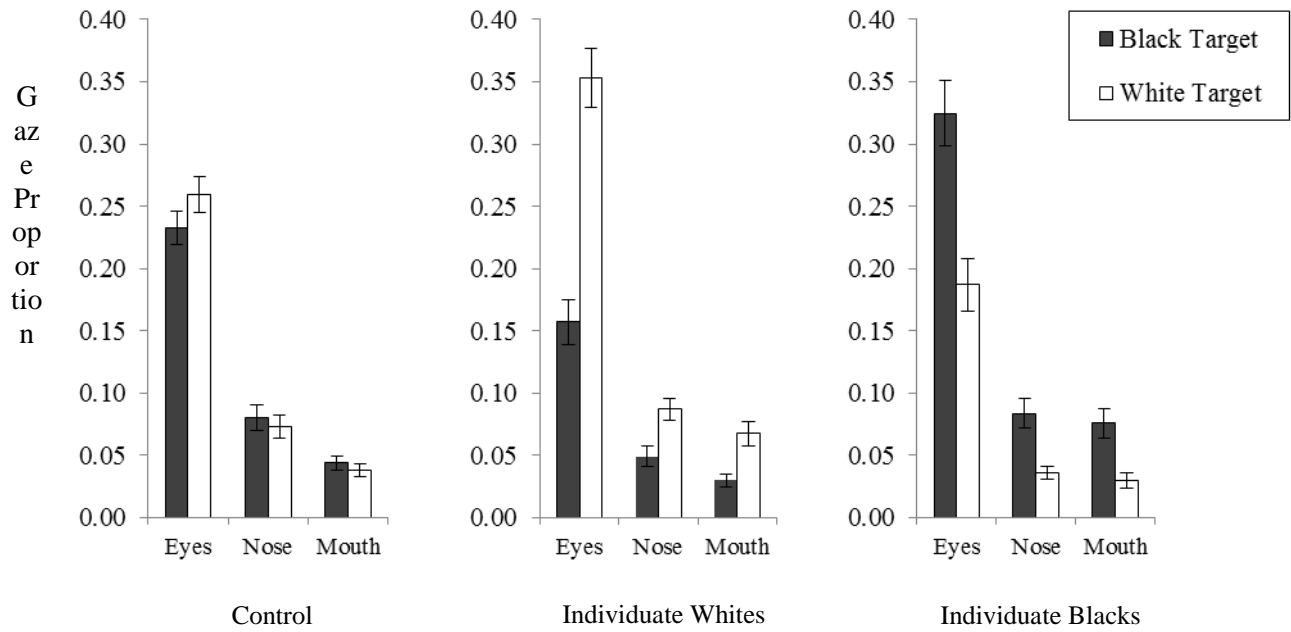 G
az
e
Pr
op
or
tio
n
0.40
0.35
0.30
0.25
0.20
0.15
0.10
0.05
0.00
Eyes Nose Mouth
Control
0.40
0.35
0.30
0.25
0.20
0.15
0.10
0.05
0.00
Eyes Nose Mouth
Individuate Whites
0.40
0.35
0.30
0.25
0.20
0.15
0.10
0.05
0.00
Eyes Nose Mouth
Individuate Blacks
Black Target
White Target